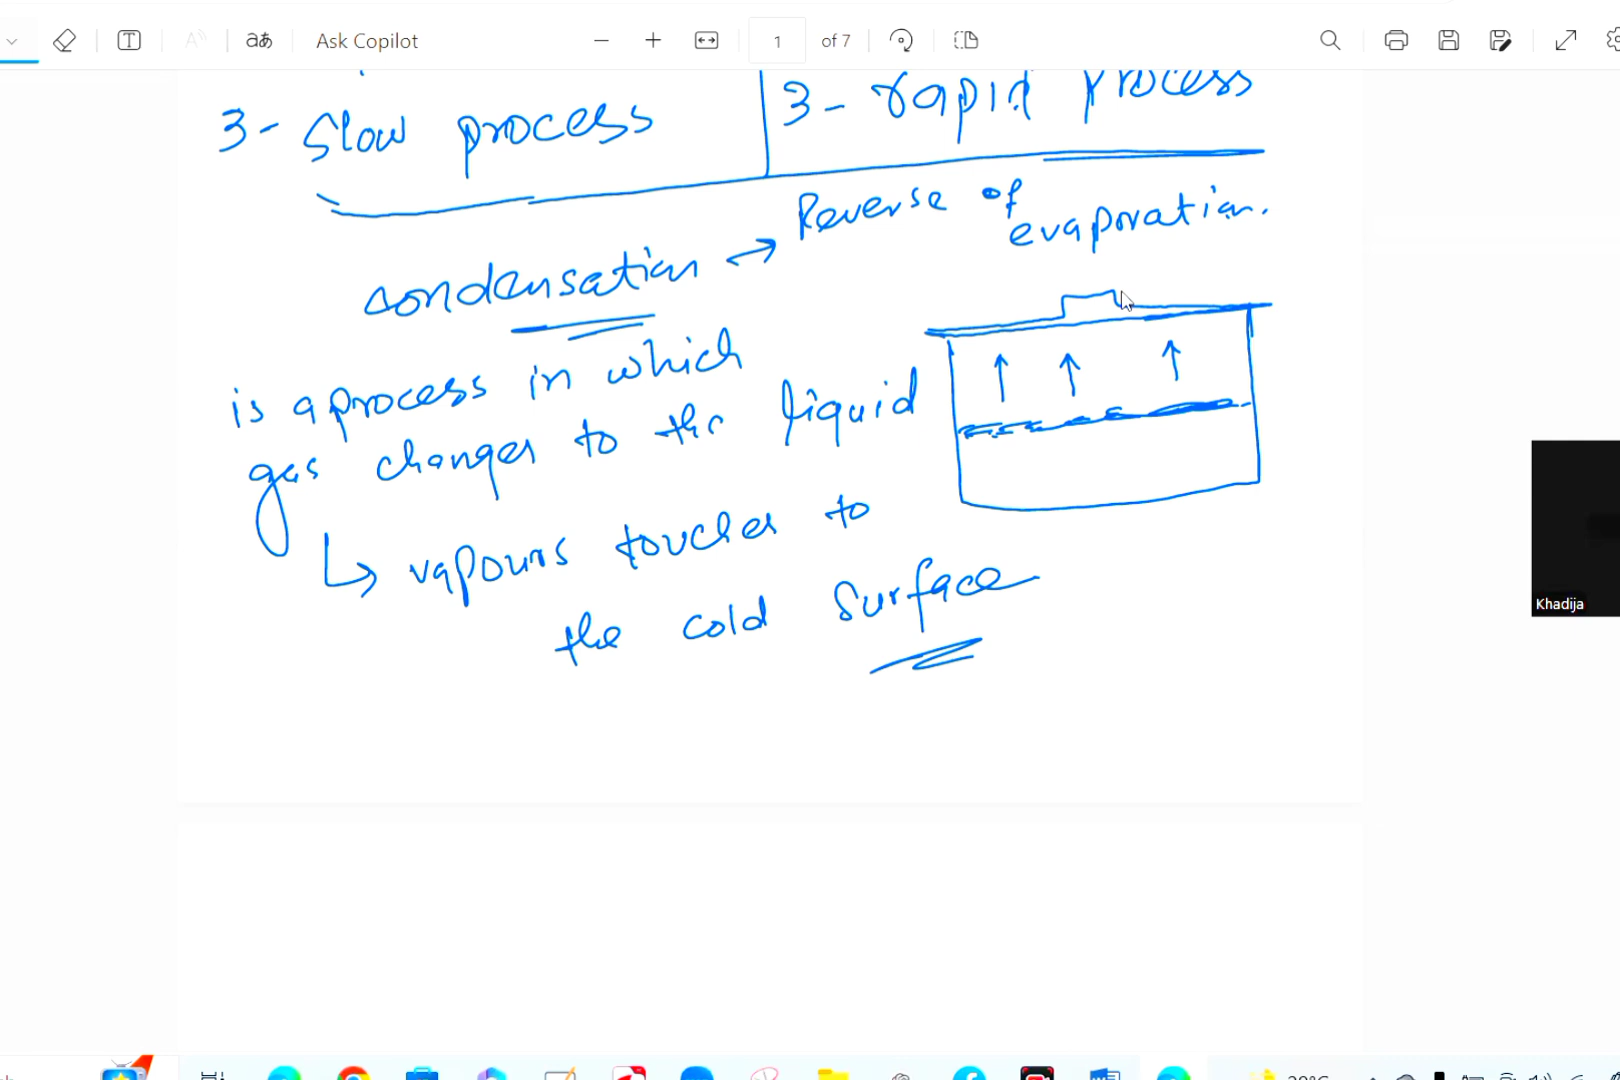 Ask Copilot
1 of 7
3- Slow process
3- rapid process
condensation → Reverse of
evaporation.
is a process in which
gas changes to the liquid
↳ vapours touches to
the cold surface
Khadija